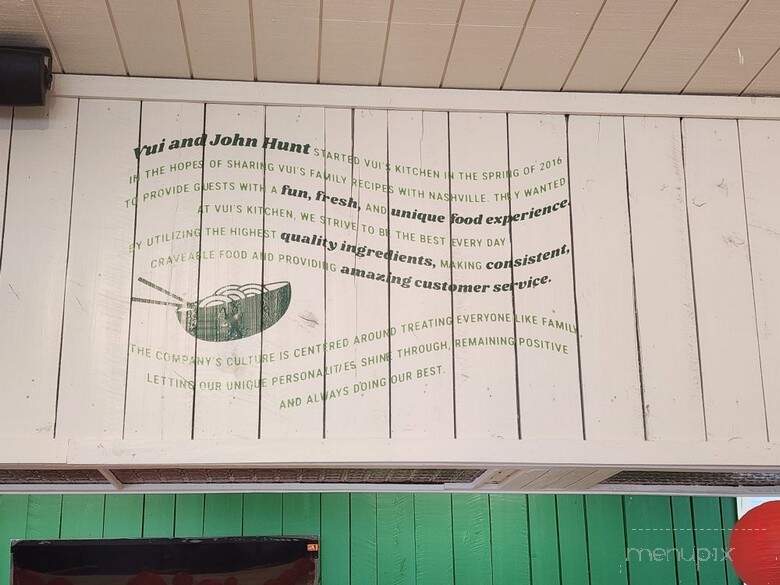 Vui and John Hunt STARTED VUI'S KITCHEN IN THE SPRING OF 2016
IN THE HOPES OF SHARING VUI'S FAMILY RECIPES WITH NASHVILLE. THEY WANTED
TO PROVIDE GUESTS WITH A fun, fresh, AND unique food experience.
AT VUI'S KITCHEN, WE STRIVE TO BE THE BEST EVERY DAY
BY UTILIZING THE HIGHEST quality ingredients, MAKING consistent,
CRAVEABLE FOOD AND PROVIDING amazing customer service.
THE COMPANY'S CULTURE IS CENTERED AROUND TREATING EVERYONE LIKE FAMILY,
LETTING OUR UNIQUE PERSONALITIES SHINE THROUGH, REMAINING POSITIVE
AND ALWAYS DOING OUR BEST.
menupix